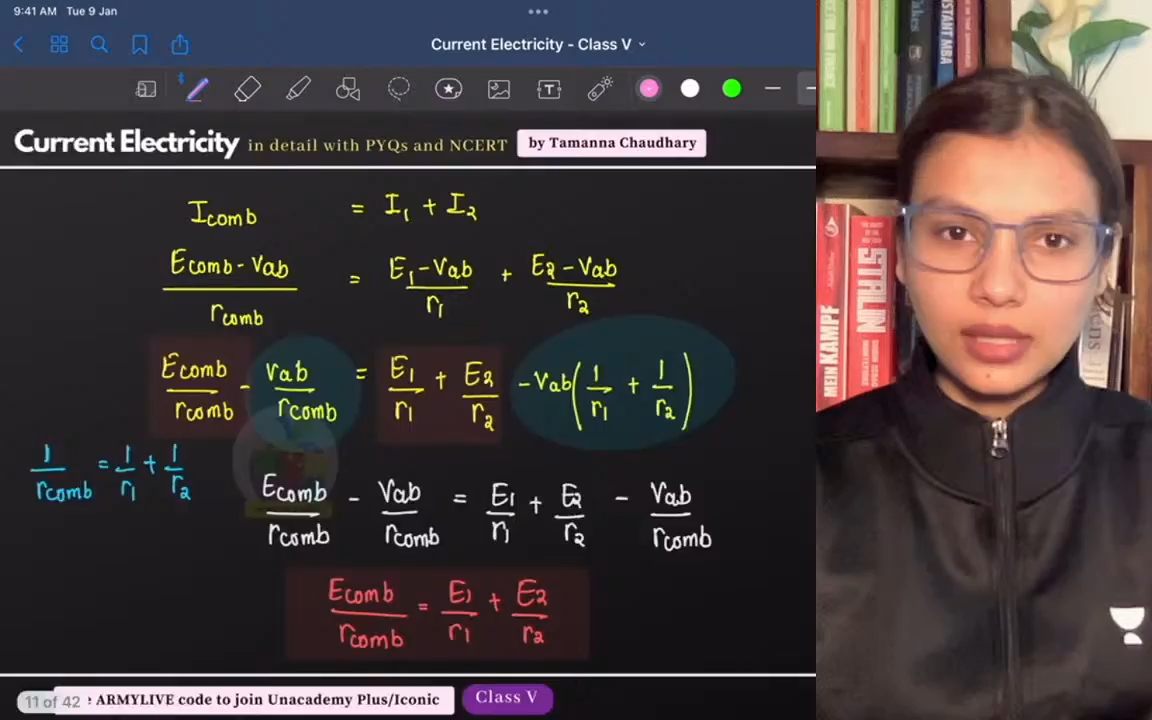 9:41 AM Tue 9 Jan
Current Electricity - Class V
Current Electricity in detail with PYQs and NCERT by Tamanna Chaudhary
Icomb = I1 + I2
Ecomb - Vab / rcomb = E1 - Vab / r1 + E2 - Vab / r2
Ecomb / rcomb - Vab / rcomb = E1 / r1 + E2 / r2 - Vab ( 1 / r1 + 1 / r2 )
1 / rcomb = 1 / r1 + 1 / r2
Ecomb / rcomb - Vab / rcomb = E1 / r1 + E2 / r2 - Vab / rcomb
Ecomb / rcomb = E1 / r1 + E2 / r2
11 of 42
ARMYLIVE code to join Unacademy Plus/Iconic
Class V
MEIN KAMPF
STALIN